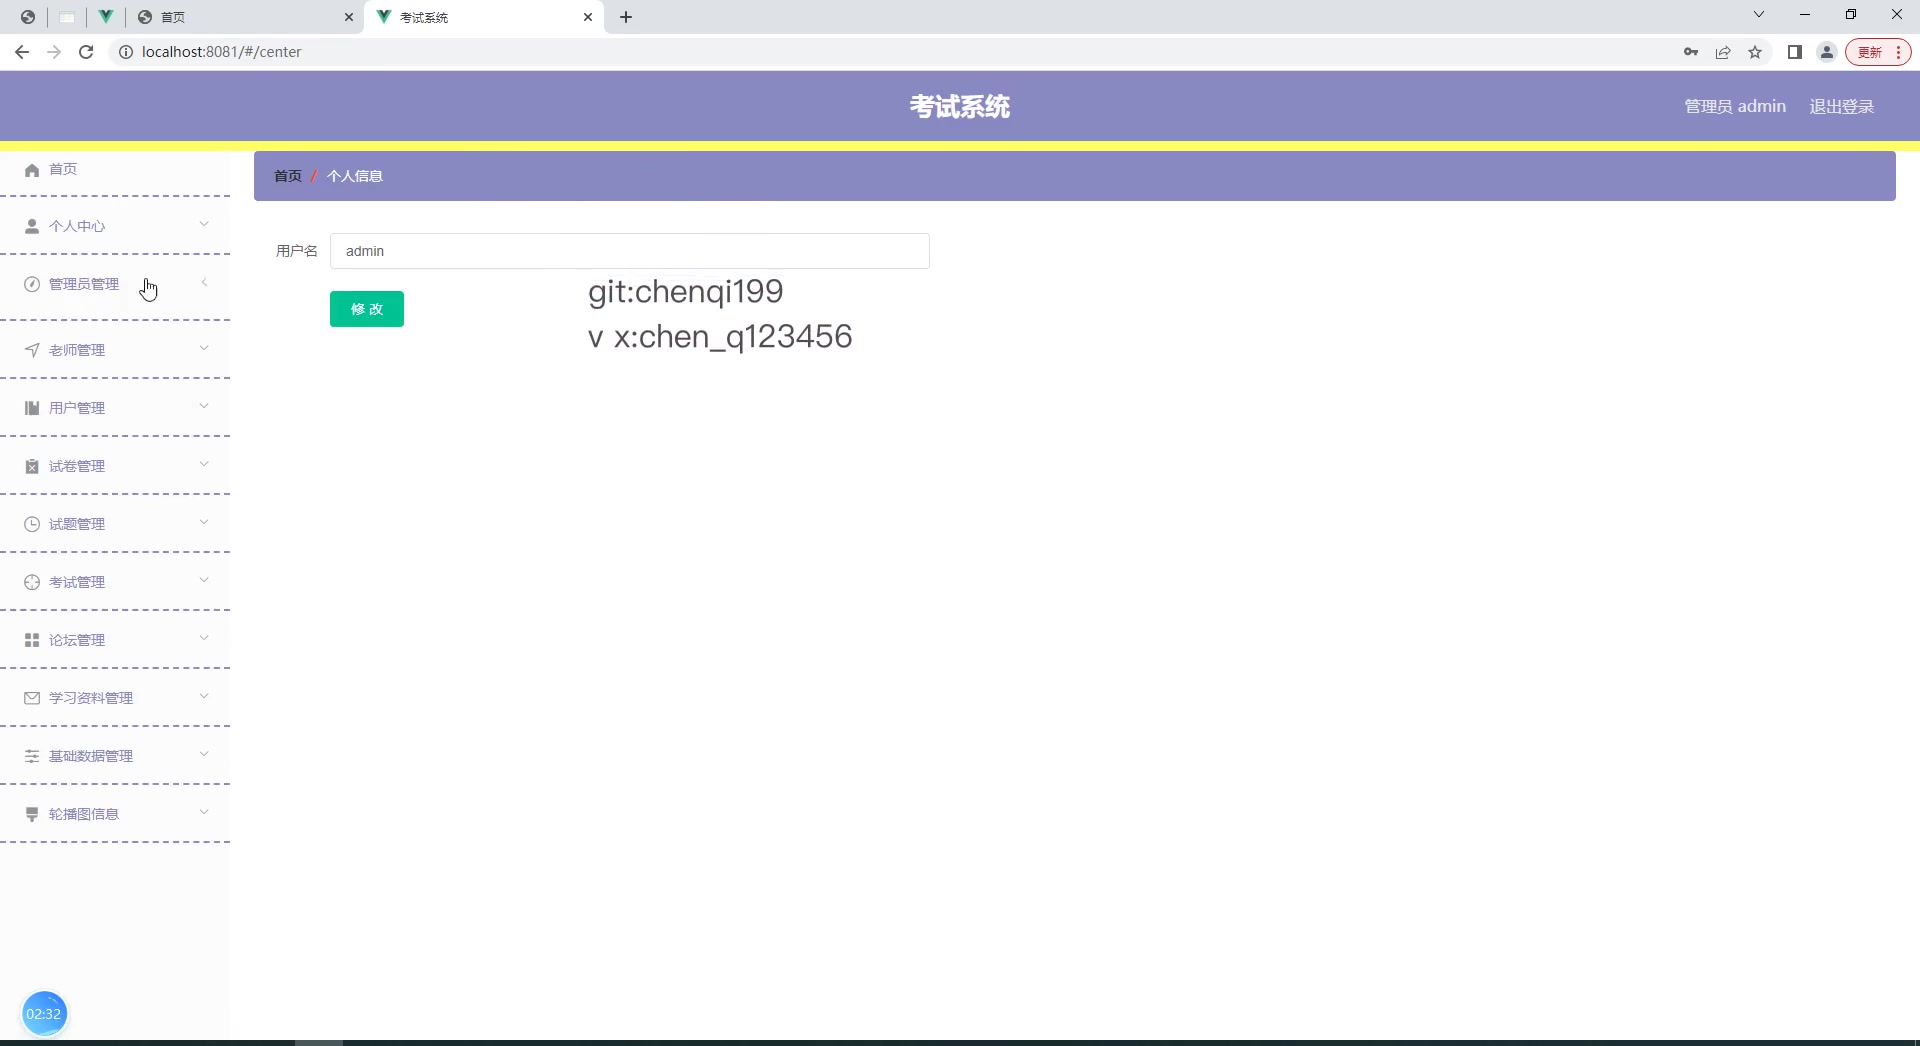 首页
考试系统
localhost:8081/#/center
更新
考试系统
管理员 admin
退出登录
首页
个人中心
管理员管理
老师管理
用户管理
试卷管理
试题管理
考试管理
论坛管理
学习资料管理
基础数据管理
轮播图信息
首页 / 个人信息
用户名
admin
修 改
git:chenqi199
v x:chen_q123456
02:32